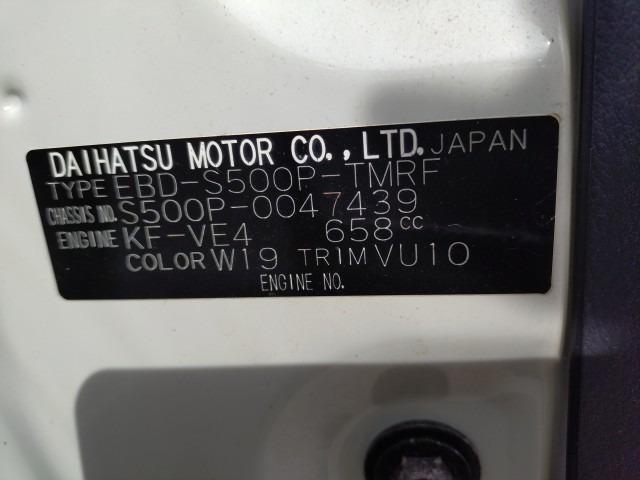 DAIHATSU MOTOR CO., LTD. JAPAN
TYPE EBD-S500P-TMRF
CHASSIS NO. S500P-0047439
ENGINE KF-VE4 658cc
COLOR W19 TRIM VU10
ENGINE NO.